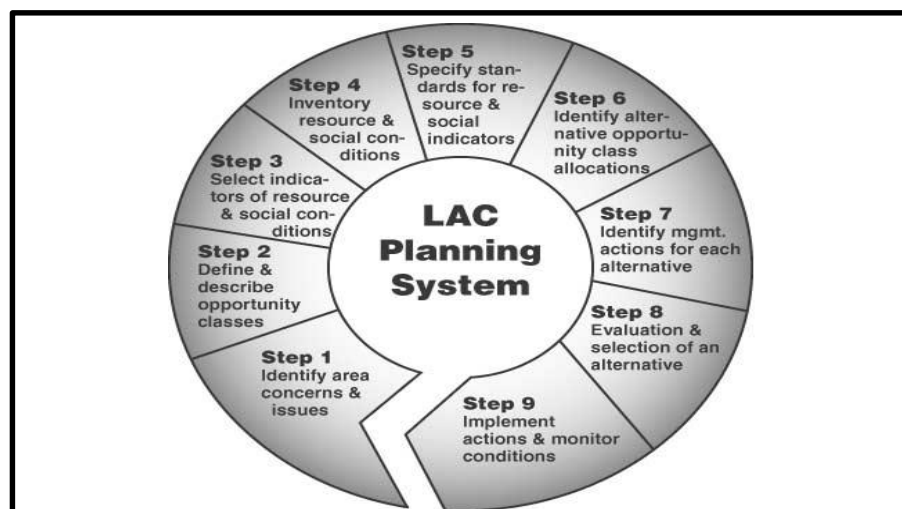 LAC
Planning
System
Step 1
Identify area
concerns &
issues
Step 2
Define &
describe
opportunity
classes
Step 3
Select indica-
tors of resource
& social con-
ditions
Step 4
Inventory
resource &
social con-
ditions
Step 5
Specify stan-
dards for re-
source &
social
indicators
Step 6
Identify alter-
native opportu-
nity class
allocations
Step 7
Identify mgmt.
actions for each
alternative
Step 8
Evaluation &
selection of an
alternative
Step 9
Implement
actions & monitor
conditions